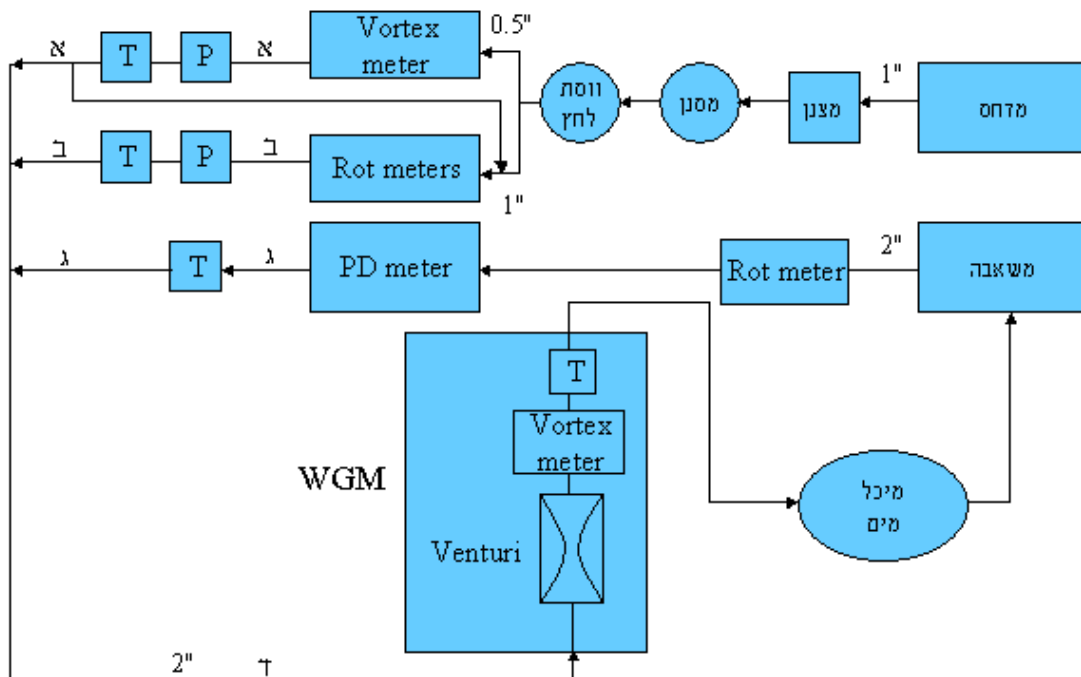 א
T
P
א
Vortex
meter
0.5"
ווסת
לחץ
מסנן
מצנן
1"
מדחס
ב
T
P
ב
Rot meters
1"
ג
T
ג
PD meter
Rot meter
2"
משאבה
WGM
T
Vortex
meter
Venturi
מיכל
מים
2"
ד